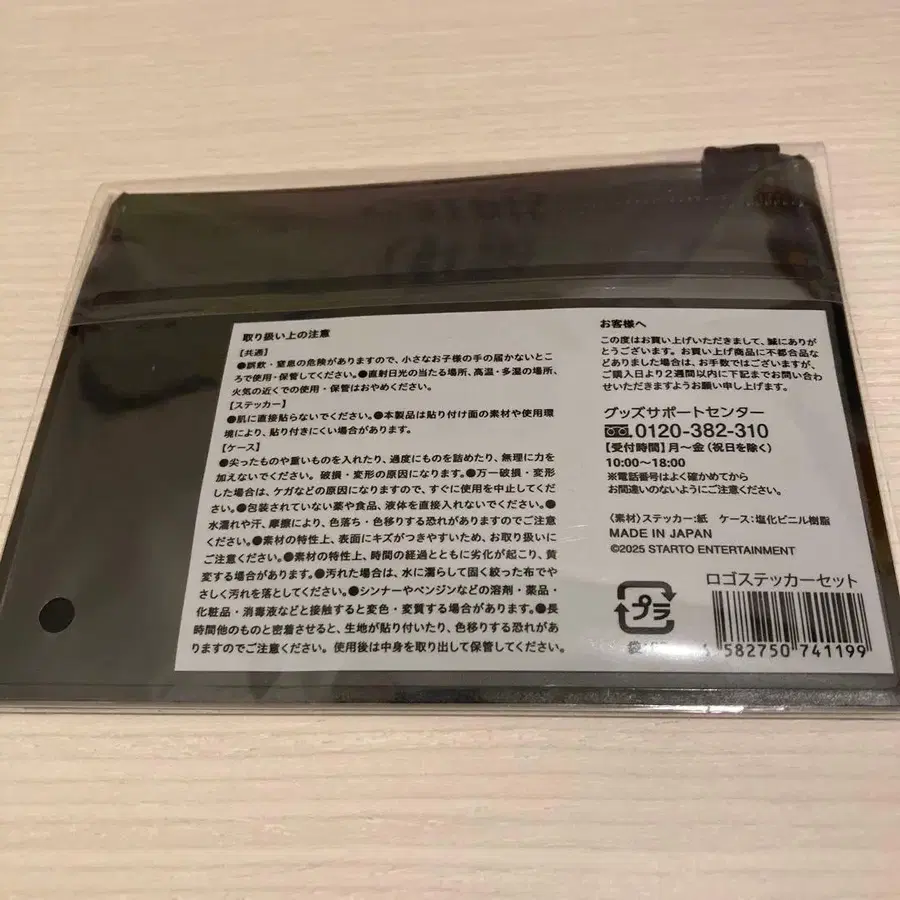 取り扱い上の注意
【共通】
●誤飲・窒息の危険がありますので、小さなお子様の手の届かないとこ
ろで使用・保管してください。●直射日光の当たる場所、高温・多湿の場所、
火気の近くでの使用・保管はおやめください。
【ステッカー】
●肌に直接貼らないでください。●本製品は貼り付け面の素材や使用環
境により、貼り付きにくい場合があります。
【ケース】
●尖ったものや重いものを入れたり、過度にものを詰めたり、無理に力を
加えないでください。破損・変形の原因になります。●万一破損・変形
した場合は、ケガなどの原因になりますので、すぐに使用を中止してくだ
さい。●包装されていない薬や食品、液体を直接入れないでください。●
水濡れや汗、摩擦により、色落ち・色移りする恐れがありますのでご注意
ください。●素材の特性上、表面にキズがつきやすいため、お取り扱いに
ご注意ください。●素材の特性上、時間の経過とともに劣化が起こり、黄
変する場合があります。●汚れた場合は、水に濡らして固く絞った布でや
さしく汚れを落としてください。●シンナーやベンジンなどの溶剤・薬品・
化粧品・消毒液などと接触すると変色・変質する場合があります。●長
時間他のものと密着させると、生地が貼り付いたり、色移りする恐れがあ
りますのでご注意ください。使用後は中身を取り出して保管してください。
お客様へ
この度はお買い上げいただきまして、誠にありが
とうございます。お買い上げ商品に不都合品な
どありました場合は、お手数ではございますが、
ご購入日より2週間以内に下記までお問い合わ
せいただきますようお願い申し上げます。
グッズサポートセンター
0120-382-310
【受付時間】月〜金(祝日を除く)
10:00〜18:00
※電話番号はよく確かめてから
お間違いのないようにご注意ください。
〈素材〉ステッカー:紙 ケース:塩化ビニル樹脂
MADE IN JAPAN
©2025 STARTO ENTERTAINMENT
プラ
ロゴステッカーセット
4 582750 741199